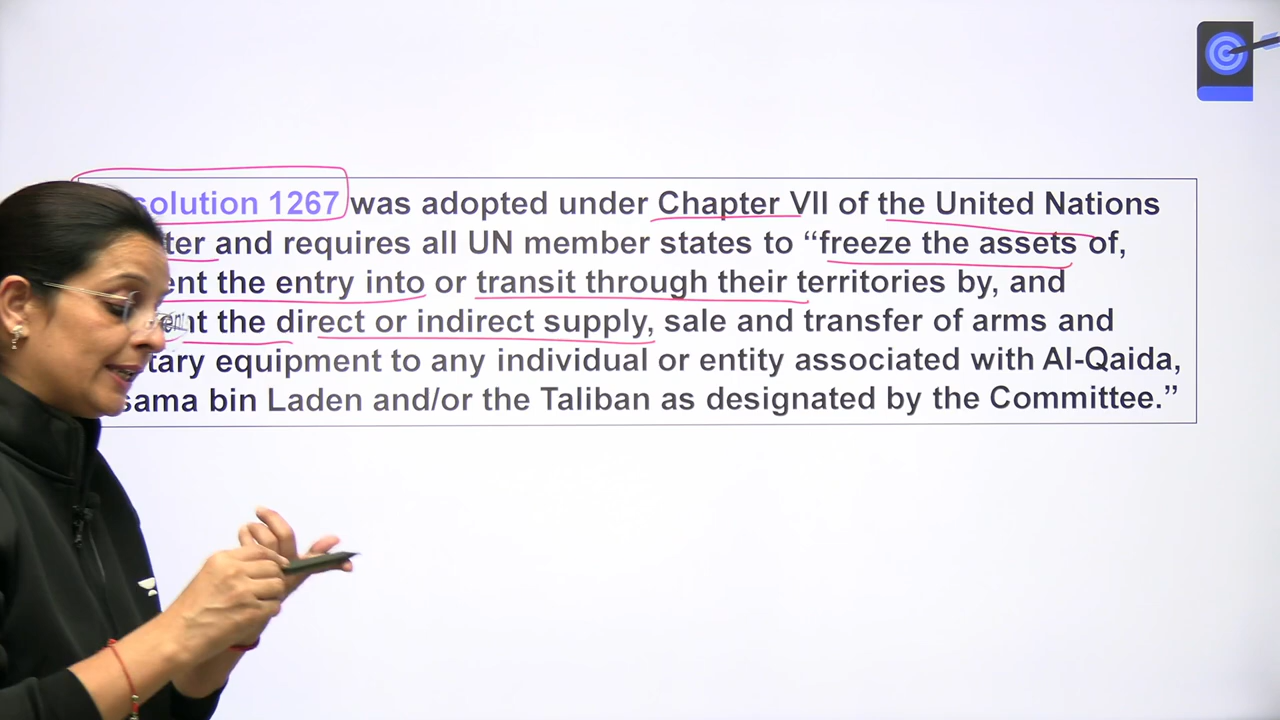 solution 1267 was adopted under Chapter VII of the United Nations
ter and requires all UN member states to “freeze the assets of,
ent the entry into or transit through their territories by, and
nt the direct or indirect supply, sale and transfer of arms and
tary equipment to any individual or entity associated with Al-Qaida,
sama bin Laden and/or the Taliban as designated by the Committee.”